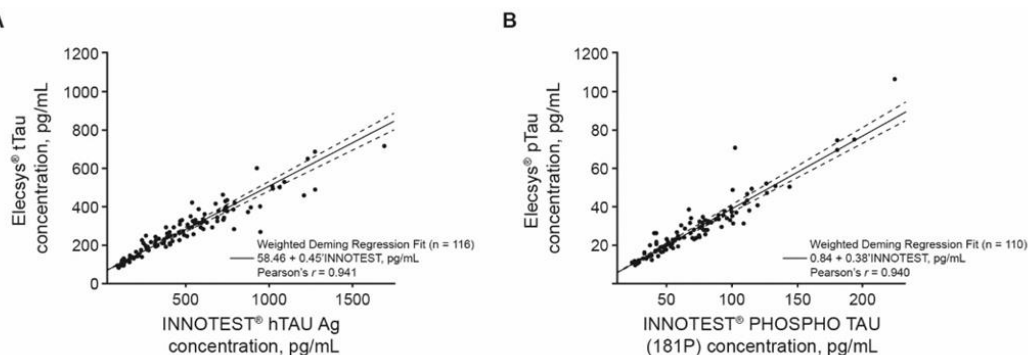 A
B
Elecsys® tTau
concentration, pg/mL
1200
1000
800
600
400
200
0
500
1000
1500
Weighted Deming Regression Fit (n = 116)
58.46 + 0.45'INNOTEST, pg/mL
Pearson's r = 0.941
INNOTEST® hTAU Ag
concentration, pg/mL
Elecsys® pTau
concentration, pg/mL
1200
100
80
60
40
20
50
100
150
200
Weighted Deming Regression Fit (n = 110)
0.84 + 0.38'INNOTEST, pg/mL
Pearson's r = 0.940
INNOTEST® PHOSPHO TAU
(181P) concentration, pg/mL